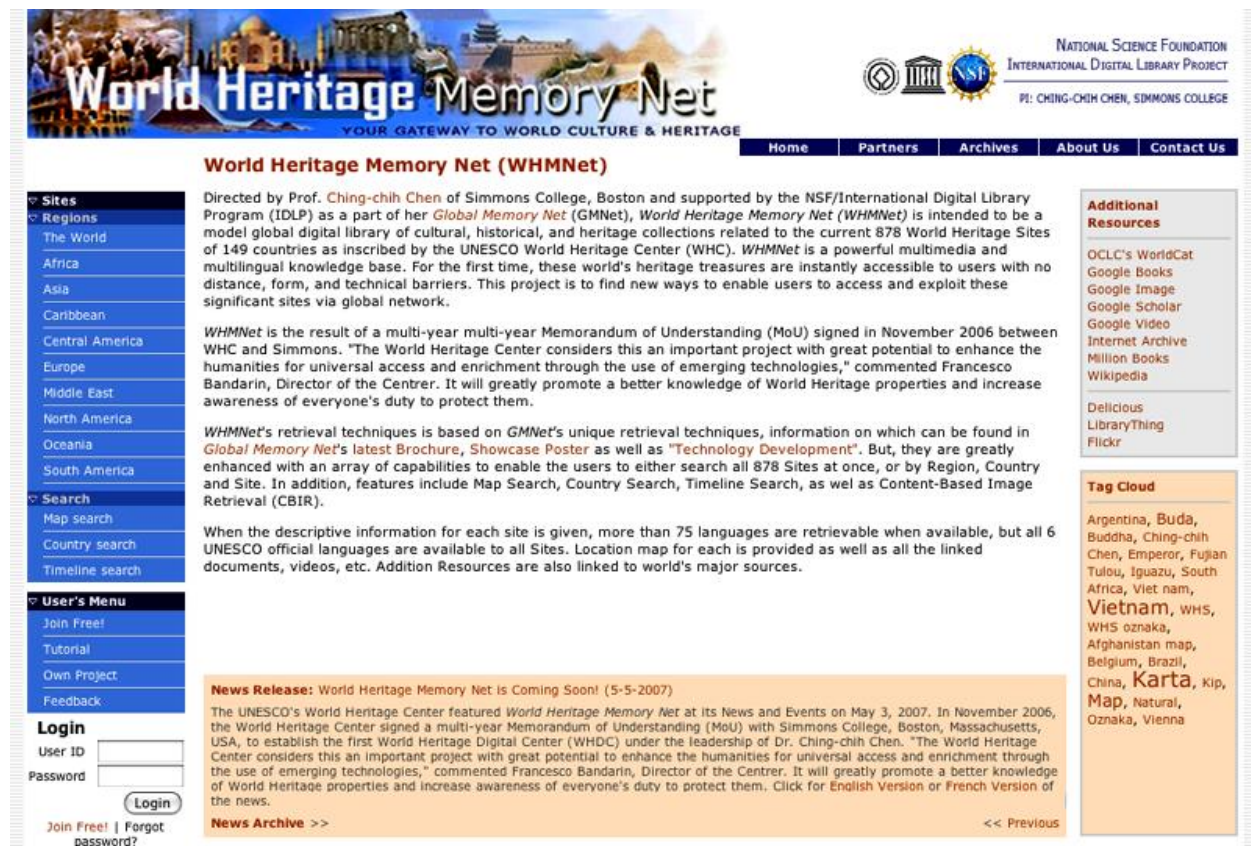 World Heritage Memory Net
YOUR GATEWAY TO WORLD CULTURE & HERITAGE
NSF
NATIONAL SCIENCE FOUNDATION
INTERNATIONAL DIGITAL LIBRARY PROJECT
PI: CHING-CHIH CHEN, SIMMONS COLLEGE
Home
Partners
Archives
About Us
Contact Us
Sites
Regions
The World
Africa
Asia
Caribbean
Central America
Europe
Middle East
North America
Oceania
South America
Search
Map search
Country search
Timeline search
User's Menu
Join Free!
Tutorial
Own Project
Feedback
Login
User ID
Password
Login
Join Free! | Forgot
password?
World Heritage Memory Net (WHMNet)
Directed by Prof. Ching-chih Chen of Simmons College, Boston and supported by the NSF/International Digital Library
Program (IDLP) as a part of her Global Memory Net (GMNet), World Heritage Memory Net (WHMNet) is intended to be a
model global digital library of cultural, historical, and heritage collections related to the current 878 World Heritage Sites
of 149 countries as inscribed by the UNESCO World Heritage Center (WHC). WHMNet is a powerful multimedia and
multilingual knowledge base. For the first time, these world's heritage treasures are instantly accessible to users with no
distance, form, and technical barriers. This project is to find new ways to enable users to access and exploit these
significant sites via global network.
WHMNet is the result of a multi-year multi-year Memorandum of Understanding (MoU) signed in November 2006 between
WHC and Simmons. "The World Heritage Center considers this an important project with great potential to enhance the
humanities for universal access and enrichment through the use of emerging technologies," commented Francesco
Bandarin, Director of the Centrer. It will greatly promote a better knowledge of World Heritage properties and increase
awareness of everyone's duty to protect them.
WHMNet's retrieval techniques is based on GMNet's unique retrieval techniques, information on which can be found in
Global Memory Net's latest Brochure, Showcase Poster as well as "Technology Development". But, they are greatly
enhanced with an array of capabilities to enable the users to either search all 878 Sites at once, or by Region, Country
and Site. In addition, features include Map Search, Country Search, Timeline Search, as wel as Content-Based Image
Retrieval (CBIR).
When the descriptive information for each site is given, more than 75 languages are retrievable when available, but all 6
UNESCO official languages are available to all Sites. Location map for each is provided as well as all the linked
documents, videos, etc. Addition Resources are also linked to world's major sources.
News Release: World Heritage Memory Net is Coming Soon! (5-5-2007)
The UNESCO's World Heritage Center featured World Heritage Memory Net at its News and Events on May 3, 2007. In November 2006,
the World Heritage Center signed a multi-year Memorandum of Understanding (MoU) with Simmons College, Boston, Massachusetts,
USA, to establish the first World Heritage Digital Center (WHDC) under the leadership of Dr. Ching-chih Chen. "The World Heritage
Center considers this an important project with great potential to enhance the humanities for universal access and enrichment through
the use of emerging technologies," commented Francesco Bandarin, Director of the Centrer. It will greatly promote a better knowledge
of World Heritage properties and increase awareness of everyone's duty to protect them. Click for English Version or French Version of
the news.
News Archive >>
<< Previous
Additional
Resources
OCLC's WorldCat
Google Books
Google Image
Google Scholar
Google Video
Internet Archive
Million Books
Wikipedia
Delicious
LibraryThing
Flickr
Tag Cloud
Argentina, Buda,
Buddha, Ching-chih
Chen, Emperor, Fujian
Tulou, Iguazu, South
Africa, Viet nam,
Vietnam, WHS,
WHS oznaka,
Afghanistan map,
Belgium, Brazil,
China, Karta, Kip,
Map, Natural,
Oznaka, Vienna